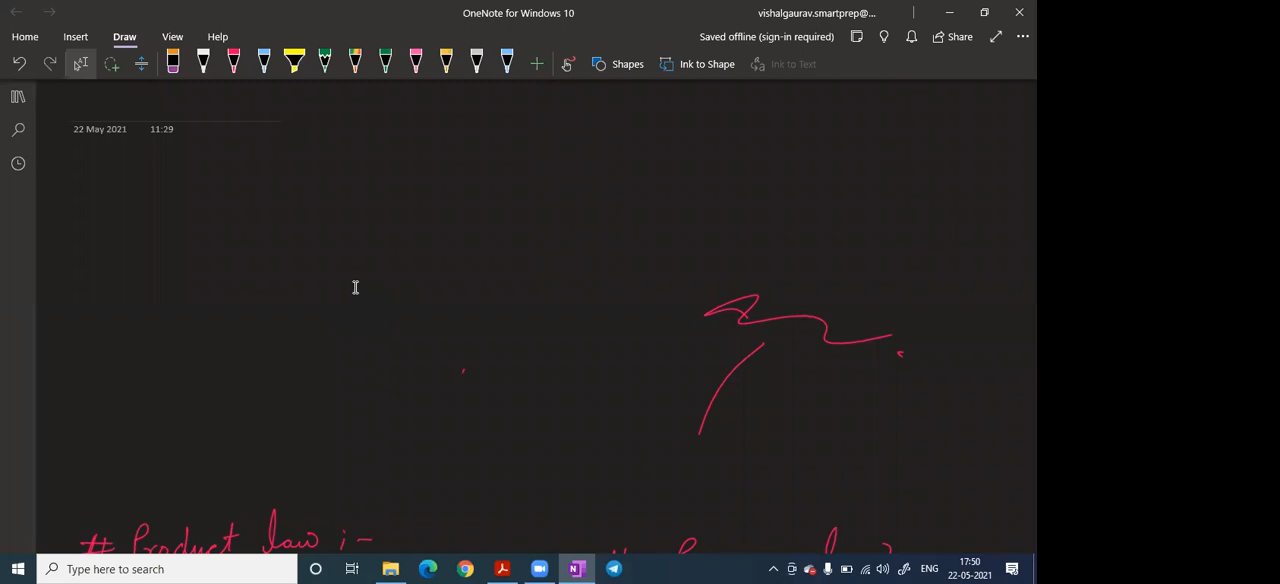 OneNote for Windows 10
vishalgaurav.smartprep@...
Home Insert Draw View Help
Saved offline (sign-in required) Share
Shapes Ink to Shape Ink to Text
22 May 2021 11:29
# Product law :-
Type here to search
ENG 17:50
22-05-2021